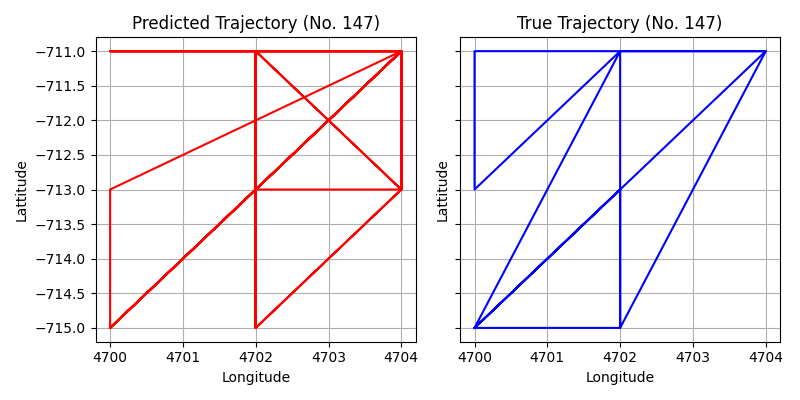 Predicted Trajectory (No. 147)
True Trajectory (No. 147)
−711.0
−711.5
−712.0
−712.5
−713.0
−713.5
−714.0
−714.5
−715.0
Lattitude
Lattitude
4700 4701 4702 4703 4704
4700 4701 4702 4703 4704
Longitude
Longitude